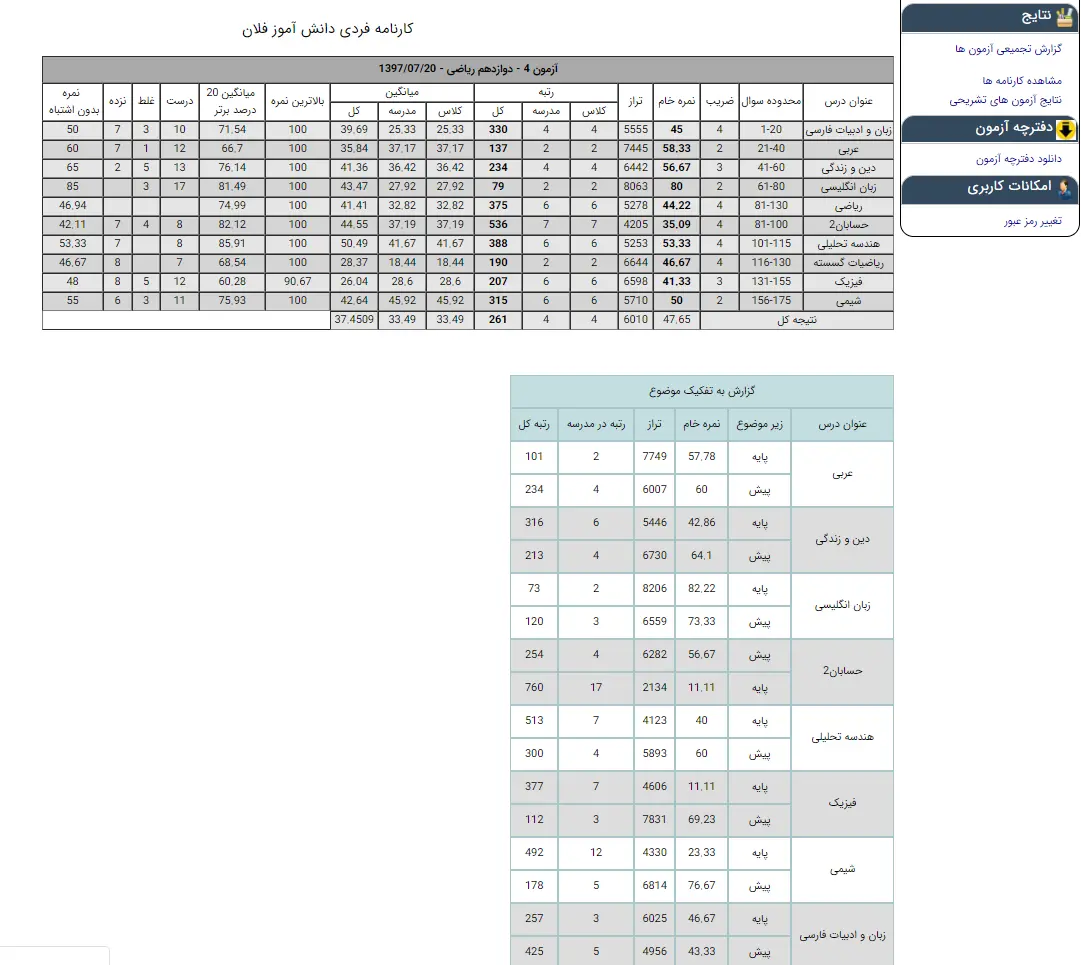 نتایج
گزارش تجمیعی آزمون ها
مشاهده کارنامه ها
نتایج آزمون های تشریحی
دفترچه آزمون
دانلود دفترچه آزمون
امکانات کاربری
تغییر رمز عبور
کارنامه فردی دانش آموز فلان
آزمون 4 - دوازدهم ریاضی - 1397/07/20
عنوان درس محدوده سوال ضریب نمره خام تراز رتبه میانگین بالاترین نمره میانگین 20 درصد برتر درست غلط نزده نمره بدون اشتباه
کلاس مدرسه کل کلاس مدرسه کل
زبان و ادبیات فارسی 1-20 4 45 5555 4 4 330 25,33 25,33 39,69 100 71,54 10 3 7 50
عربی 21-40 2 58,33 7445 2 2 137 37,17 37,17 35,84 100 66,7 12 1 7 60
دین و زندگی 41-60 3 56,67 6442 4 4 234 36,42 36,42 41,36 100 76,14 13 5 2 65
زبان انگلیسی 61-80 2 80 8063 2 2 79 27,92 27,92 43,47 100 81,49 17 3 85
ریاضی 81-130 4 44,22 5278 6 6 375 32,82 32,82 41,41 100 74,99 46,94
حسابان2 81-100 4 35,09 4205 7 7 536 37,19 37,19 44,55 100 82,12 8 4 7 42,11
هندسه تحلیلی 101-115 4 53,33 5253 6 6 388 41,67 41,67 50,49 100 85,91 8 7 53,33
ریاضیات گسسته 116-130 4 46,67 6644 2 2 190 18,44 18,44 28,37 100 68,54 7 8 46,67
فیزیک 131-155 3 41,33 6598 6 6 207 28,6 28,6 26,04 90,67 60,28 12 5 8 48
شیمی 156-175 2 50 5710 6 6 315 45,92 45,92 42,64 100 75,93 11 3 6 55
نتیجه کل 47,65 6010 4 4 261 33,49 33,49 37,4509
گزارش به تفکیک موضوع
عنوان درس زیر موضوع نمره خام تراز رتبه در مدرسه رتبه کل
عربی پایه 57,78 7749 2 101
پیش 60 6007 4 234
دین و زندگی پایه 42,86 5446 6 316
پیش 64,1 6730 4 213
زبان انگلیسی پایه 82,22 8206 2 73
پیش 73,33 6559 3 120
حسابان2 پیش 56,67 6282 4 254
پایه 11,11 2134 17 760
هندسه تحلیلی پایه 40 4123 7 513
پیش 60 5893 4 300
فیزیک پایه 11,11 4606 7 377
پیش 69,23 7831 3 112
شیمی پایه 23,33 4330 12 492
پیش 76,67 6814 5 178
زبان و ادبیات فارسی پایه 46,67 6025 3 257
پیش 43,33 4956 5 425